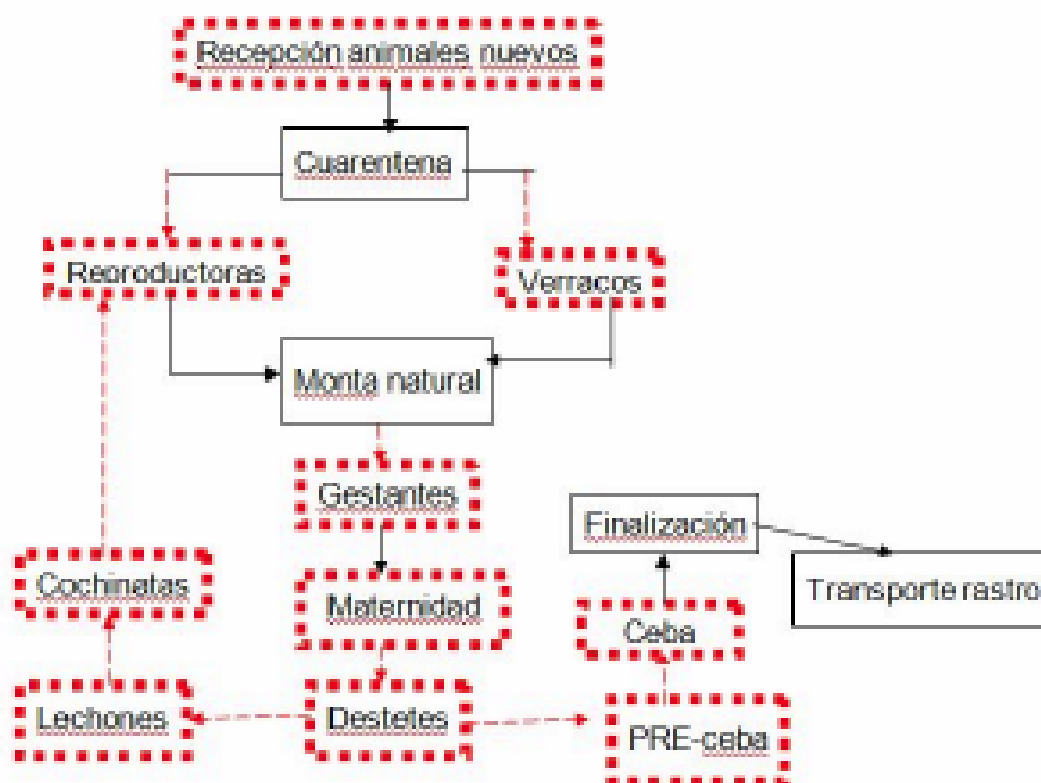 Recepción animales nuevos
Cuarentena
Reproductoras
Verracos
Monta natural
Gestantes
Finalización
Cochinatas
Maternidad
Ceba
Transporte rastro
Lechones
Destetes
PRE-ceba